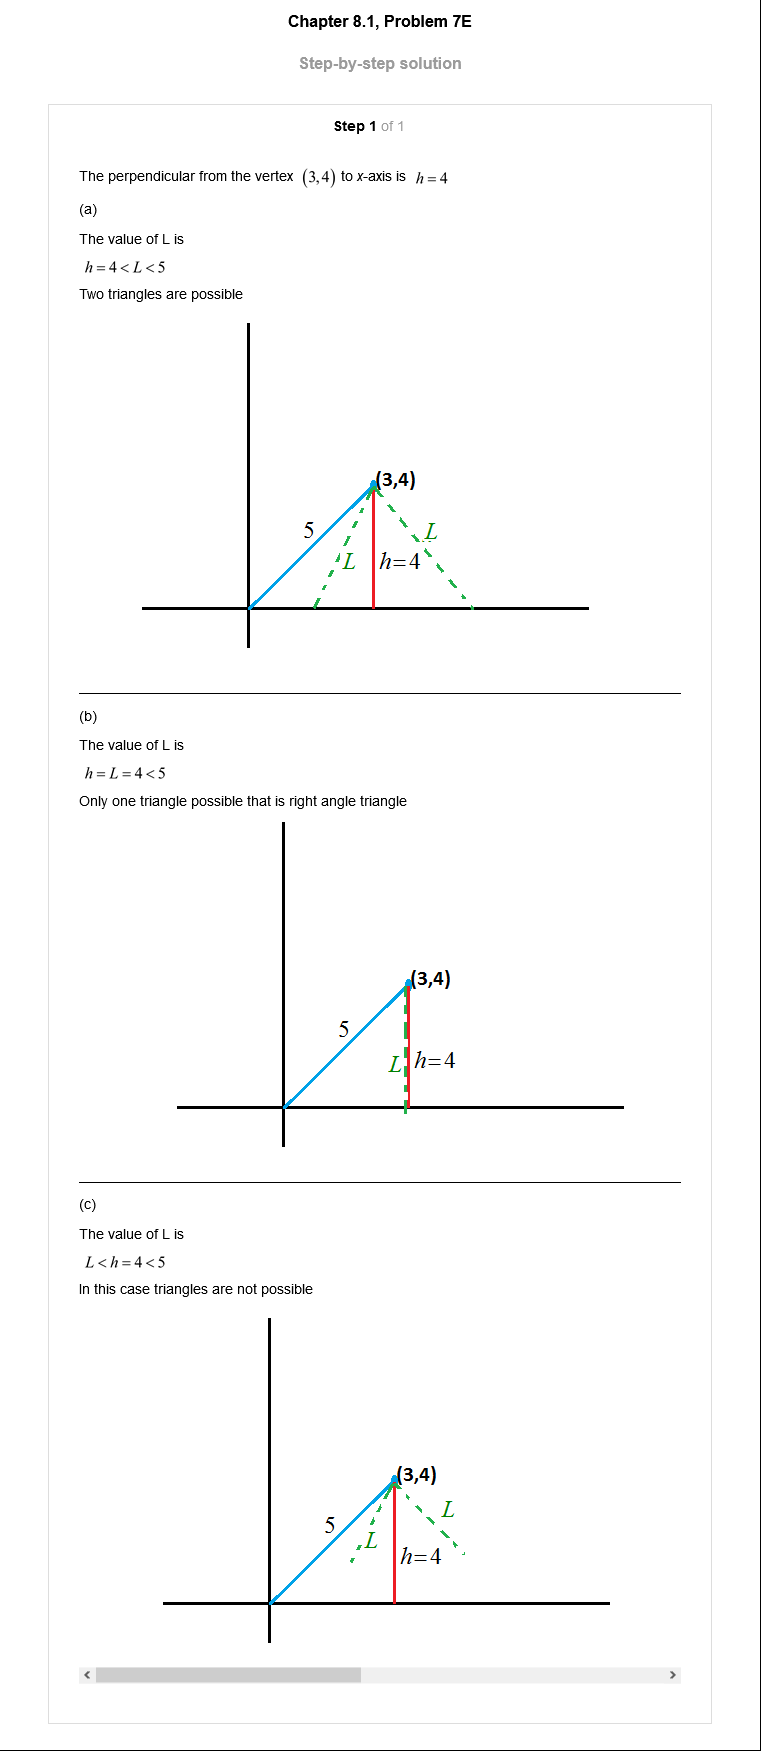 Chapter 8.1, Problem 7E
Step-by-step solution
Step 1 of 1
The perpendicular from the vertex (3,4) to x-axis is h = 4
(a)
The value of L is
h = 4 < L < 5
Two triangles are possible
(3,4)
5
L
L
h=4
(b)
The value of L is
h = L = 4 < 5
Only one triangle possible that is right angle triangle
(3,4)
5
L
h=4
(c)
The value of L is
L < h = 4 < 5
In this case triangles are not possible
(3,4)
L
5
L
h=4